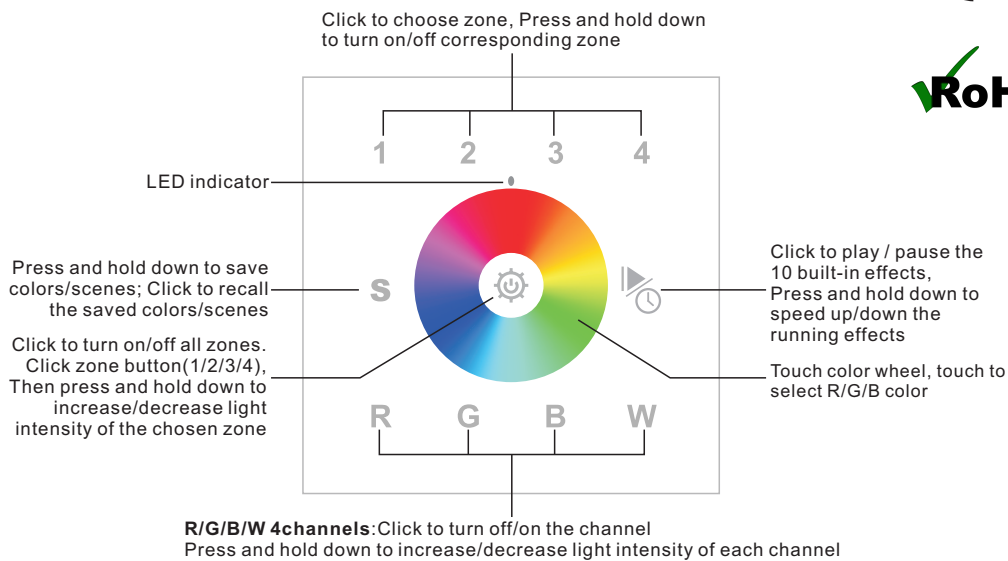 Click to choose zone, Press and hold down
to turn on/off corresponding zone
1 2 3 4
LED indicator
Press and hold down to save
colors/scenes; Click to recall
the saved colors/scenes
S
Click to play / pause the
10 built-in effects,
Press and hold down to
speed up/down the
running effects
Click to turn on/off all zones.
Click zone button(1/2/3/4),
Then press and hold down to
increase/decrease light
intensity of the chosen zone
Touch color wheel, touch to
select R/G/B color
R G B W
R/G/B/W 4channels:Click to turn off/on the channel
Press and hold down to increase/decrease light intensity of each channel